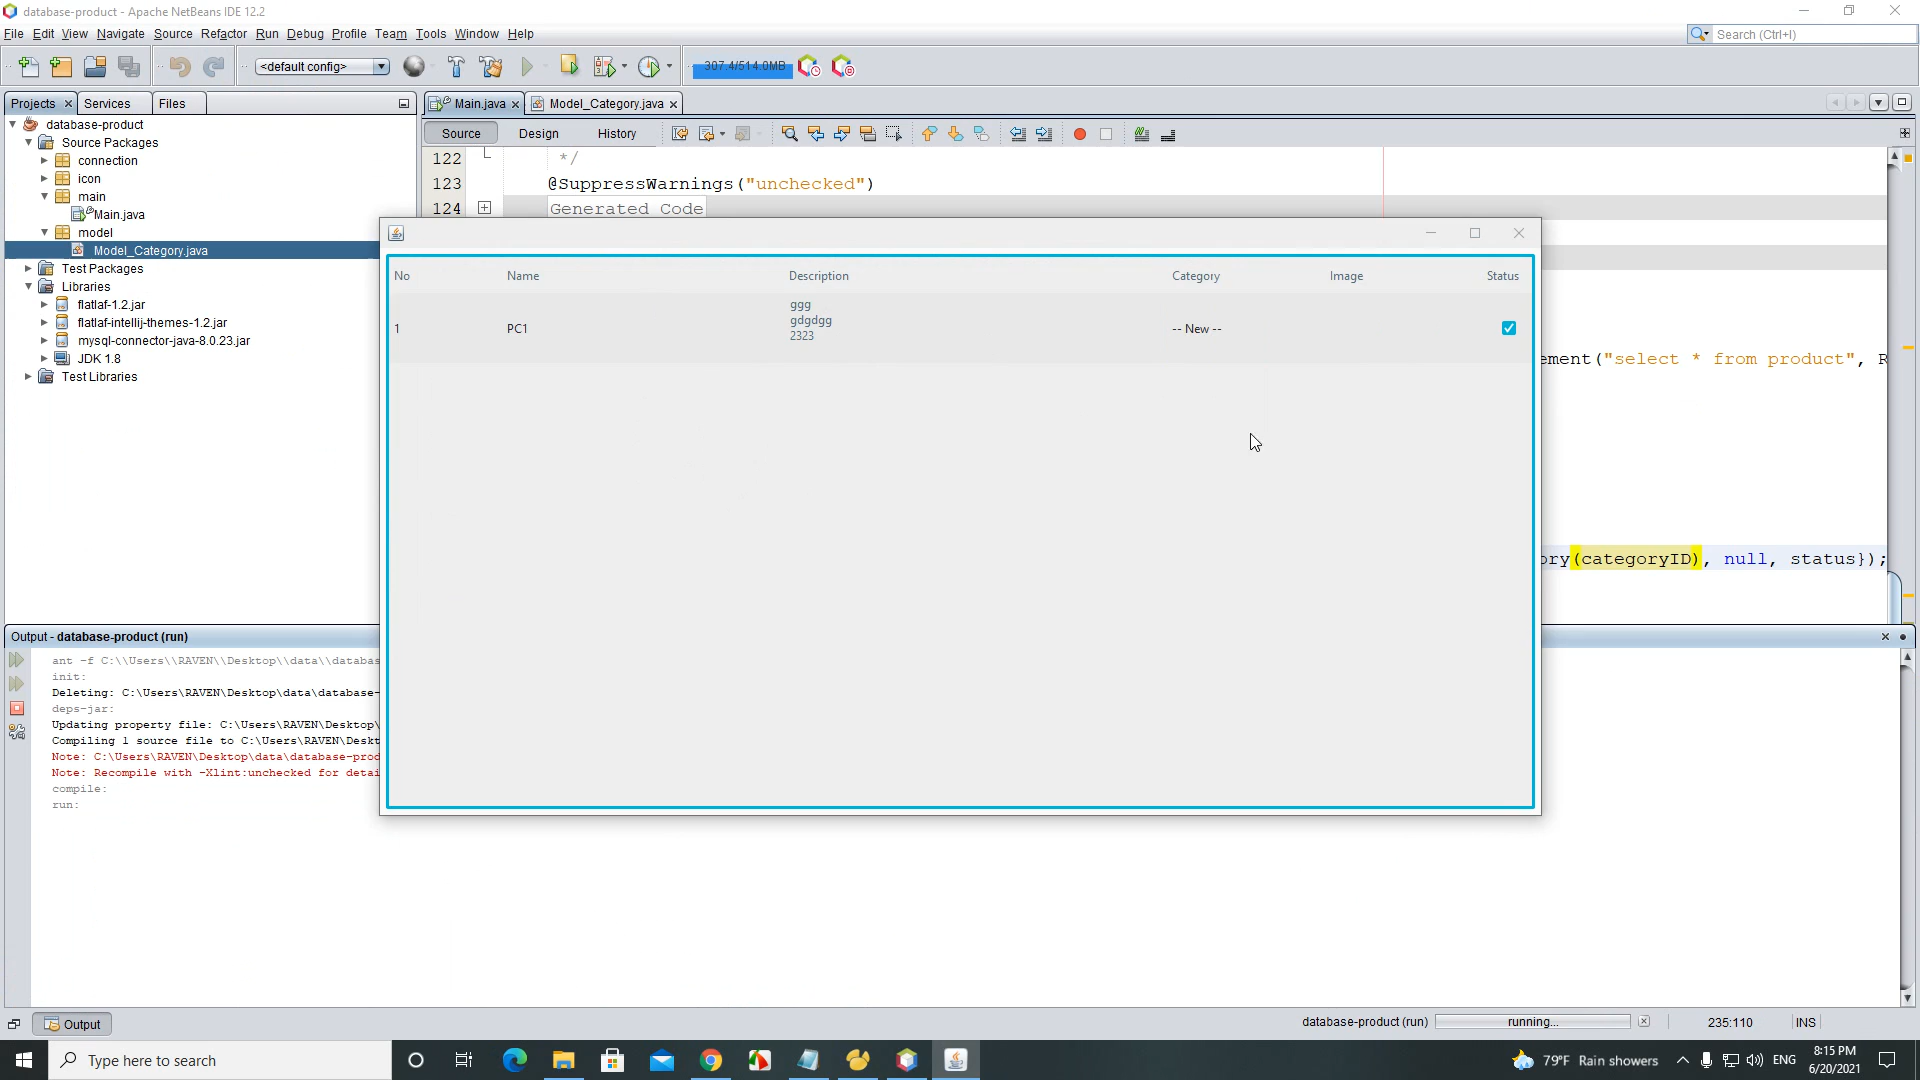 database-product - Apache NetBeans IDE 12.2
File Edit View Navigate Source Refactor Run Debug Profile Team Tools Window Help
Search (Ctrl+I)
<default config>
307.4/514.0MB
Projects Services Files
Main.java Model_Category.java
database-product
Source Packages
connection
icon
main
Main.java
model
Model_Category.java
Test Packages
Libraries
flatlaf-1.2.jar
flatlaf-intellij-themes-1.2.jar
mysql-connector-java-8.0.23.jar
JDK 1.8
Test Libraries
Source Design History
122 */
123 @SuppressWarnings("unchecked")
124 Generated Code
No Name Description Category Image Status
ggg
gdgdgg
2323
1 PC1 -- New --
ement("select * from product", R
ory(categoryID), null, status});
Output - database-product (run)
ant -f C:\\Users\\RAVEN\\Desktop\\data\\databas
init:
Deleting: C:\Users\RAVEN\Desktop\data\database-
deps-jar:
Updating property file: C:\Users\RAVEN\Desktop\
Compiling 1 source file to C:\Users\RAVEN\Deskt
Note: C:\Users\RAVEN\Desktop\data\database-prod
Note: Recompile with -Xlint:unchecked for detai
compile:
run:
Output
database-product (run) running... 235:110 INS
Type here to search
79°F Rain showers
ENG
8:15 PM
6/20/2021